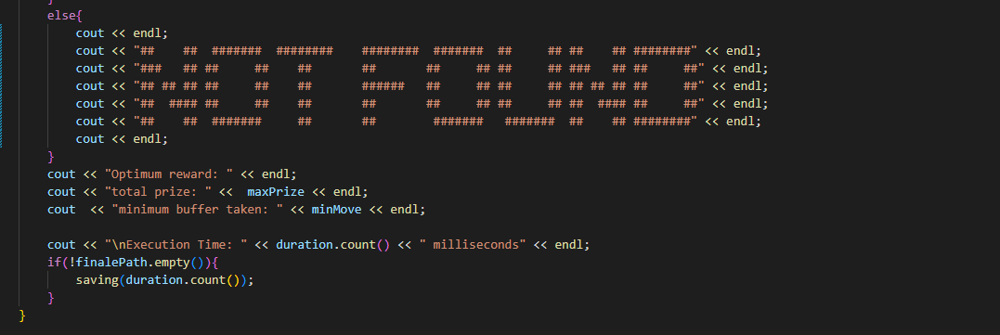 }
else{
cout << endl;
cout << "##    ##  #######  ########    ########  ####### ##     ## ##    ## ########" << endl;
cout << "###   ## ##     ##    ##       ##       ##     ## ##     ## ###   ## ##     ##" << endl;
cout << "## ## ## ##     ##    ##       ######   ##     ## ##     ## ## ## ## ##     ##" << endl;
cout << "##  #### ##     ##    ##       ##       ##     ## ##     ## ##  #### ##     ##" << endl;
cout << "##    ##  #######     ##       ##        #######   #######  ##    ## ########" << endl;
cout << endl;
}
cout << "Optimum reward: " << endl;
cout << "total prize: " <<  maxPrize << endl;
cout  << "minimum buffer taken: " << minMove << endl;
cout << "\nExecution Time: " << duration.count() << " milliseconds" << endl;
if(!finalePath.empty()){
saving(duration.count());
}
}